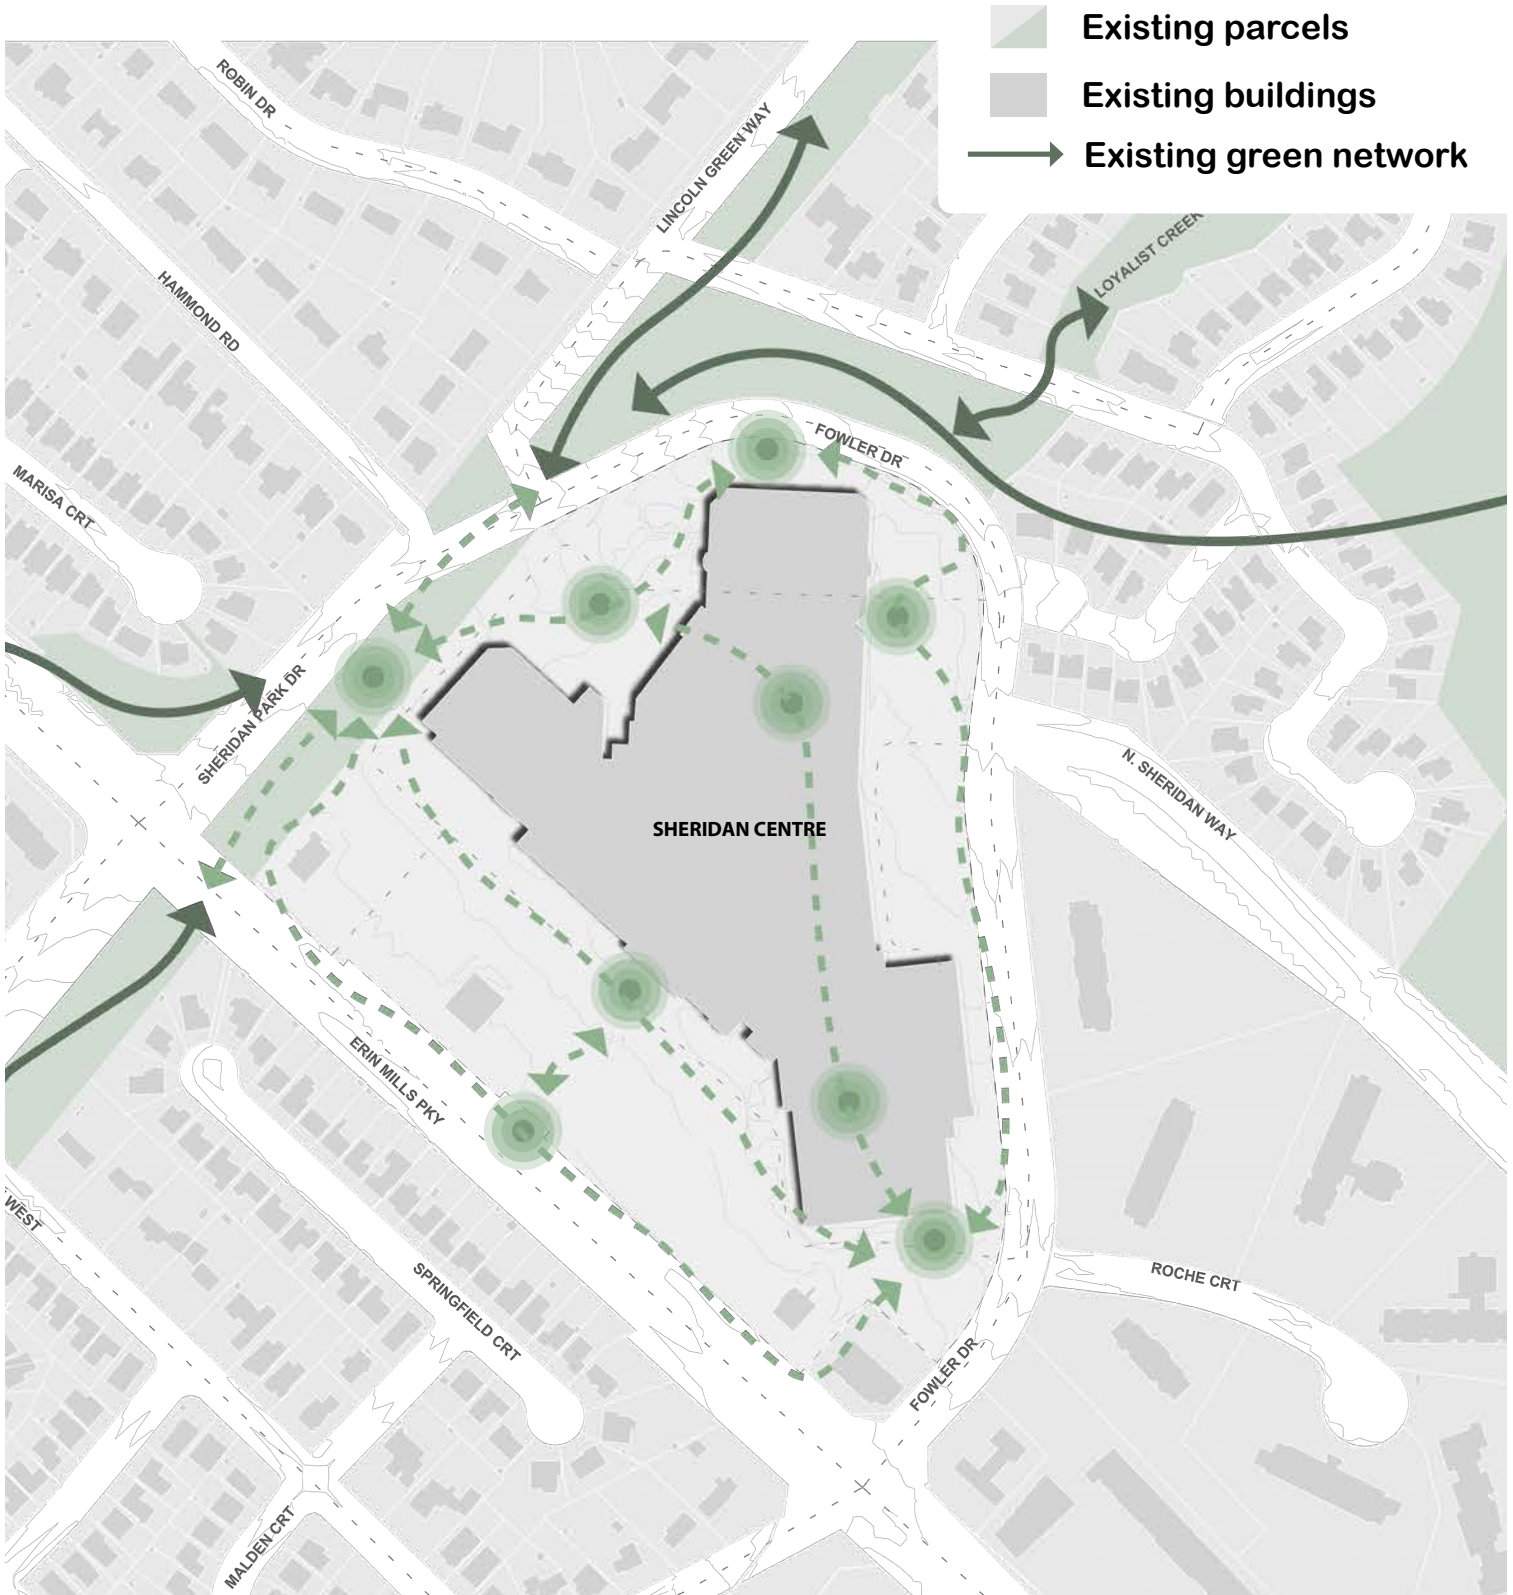 Existing parcels
Existing buildings
Existing green network
ROBIN DR
LINCOLN GREEN WAY
LOYALIST CREEK
HAMMOND RD
FOWLER DR
MARISA CRT
SHERIDAN PARK DR
N. SHERIDAN WAY
SHERIDAN CENTRE
ERIN MILLS PKY
WEST
SPRINGFIELD CRT
ROCHE CRT
FOWLER DR
MALDEN CRT